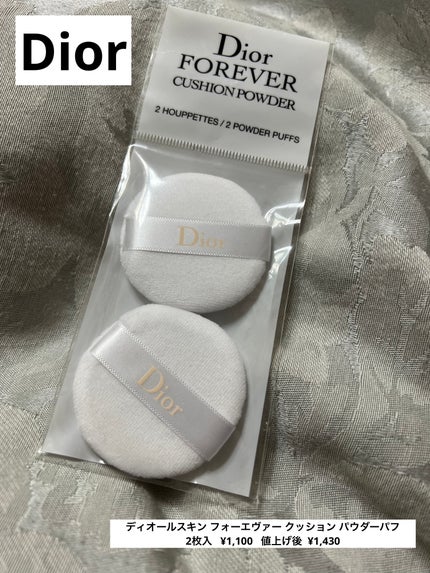 Dior
Dior
FOREVER
CUSHION POWDER
2 HOUPPETTES / 2 POWDER PUFFS
Dior
Dior
ディオールスキン フォーエヴァー クッション パウダーパフ
2枚入 ¥1,100 値上げ後 ¥1,430